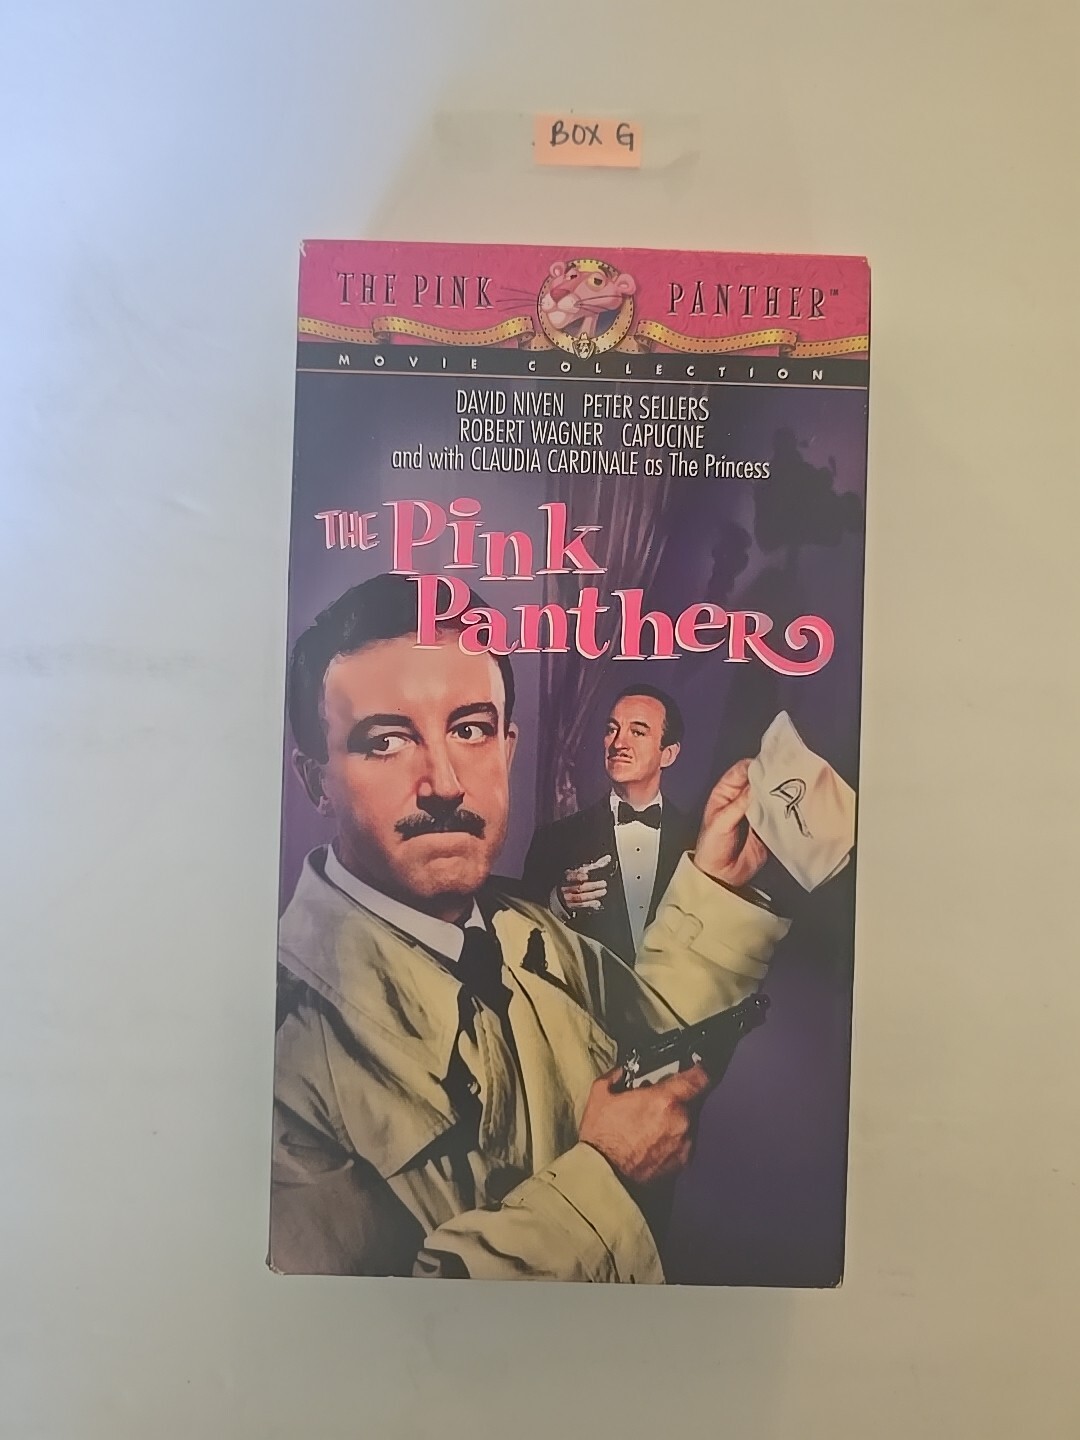 BOX G
THE PINK PANTHER™
MOVIE COLLECTION
DAVID NIVEN PETER SELLERS
ROBERT WAGNER CAPUCINE
and with CLAUDIA CARDINALE as The Princess
THE Pink
Panther